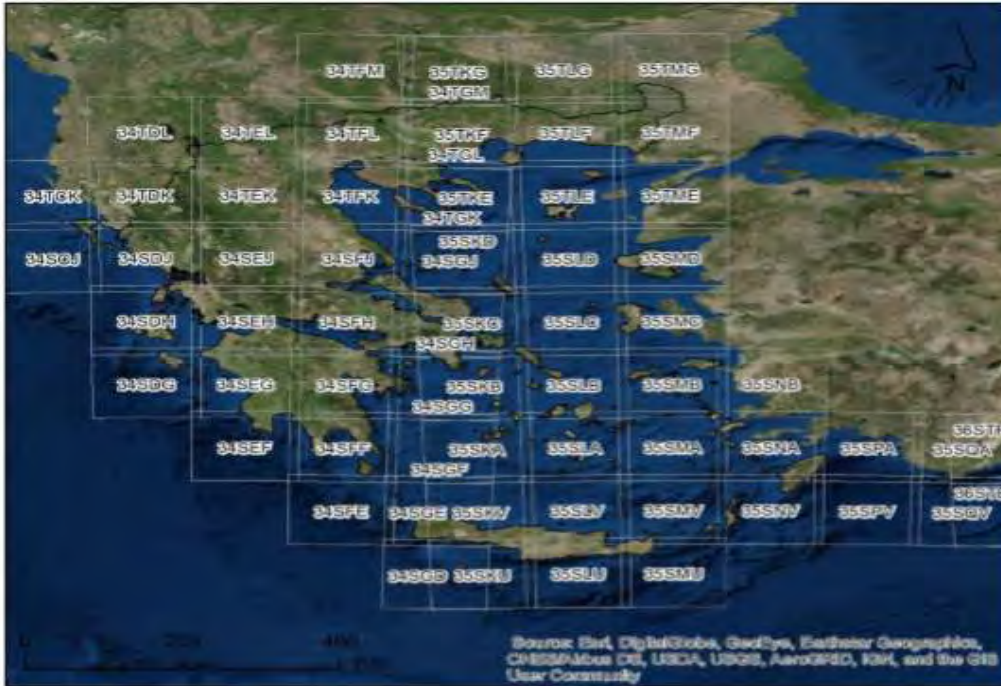 34TFM 35TKG 35TLG 35TMG
34TGM
34TDL 34TEL 34TFL 35TKF 35TLF 35TMF
34TGL
34TCK 34TDK 34TEK 34TFK 35TKE 35TLE 35TME
34TGK
35SKD
34SCJ 34SDJ 34SEJ 34SFJ 34SGJ 35SLD 35SMD
34SDH 34SEH 34SFH 35SKC 35SLC 35SMC
34SGH
34SDG 34SEG 34SFG 35SKB 35SLB 35SMB 35SNB
34SGG
34SEF 34SFF 35SKA 35SLA 35SMA 35SNA 35SPA 35SQA
34SGF
34SFE 34SGE 35SKV 35SLV 35SMV 35SNV 35SPV 35SQV
34SGD 35SKU 35SLU 35SMU
N
0 200 400
Source: Esri, DigitalGlobe, GeoEye, Earthstar Geographics,
CNES/Airbus DS, USDA, USGS, AeroGRID, IGN, and the GIS
User Community